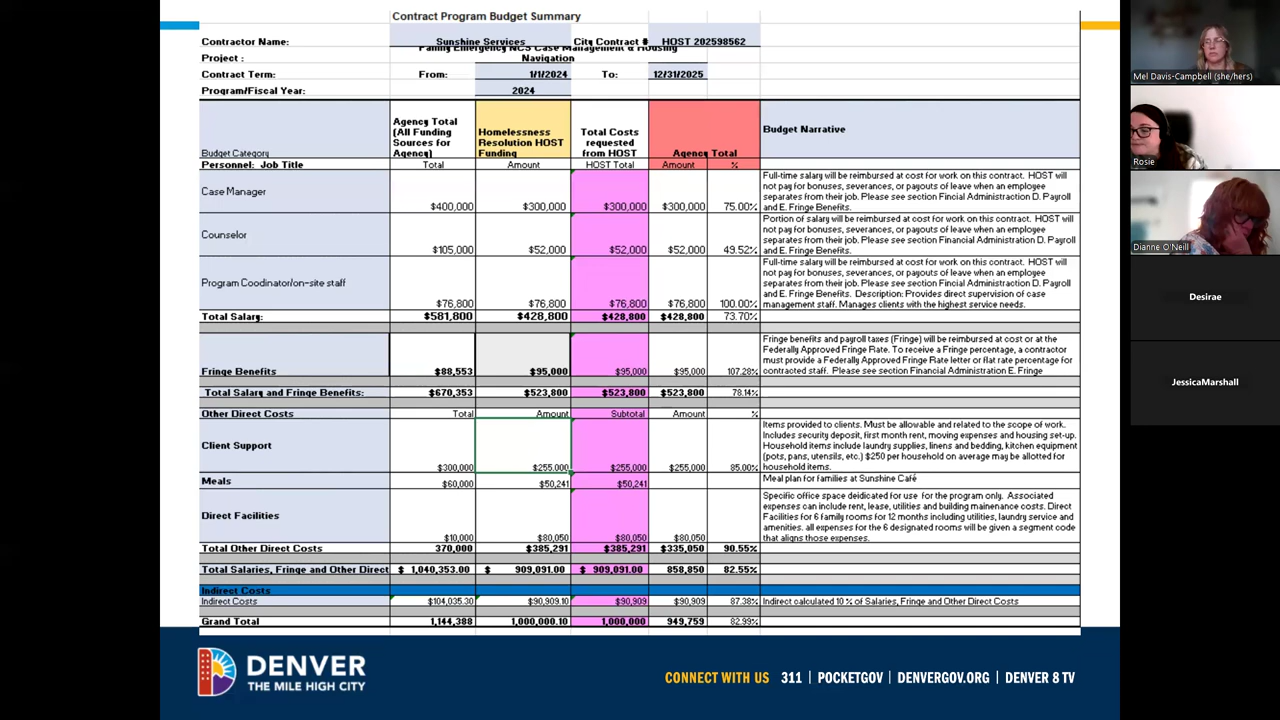 Contract Program Budget Summary
Contractor Name: Sunshine Services City Contract # HOST 202598562
Project : Family Emergency NCS Case Management & Housing
Navigation
Contract Term: From: 1/1/2024 To: 12/31/2025
Program/Fiscal Year: 2024
Budget Category
Agency Total
(All Funding
Sources for
Agency)
Homelessness
Resolution HOST
Funding
Total Costs
requested
from HOST
Agency Total
Budget Narrative
Personnel: Job Title Total Amount HOST Total Amount %
Case Manager $400,000 $300,000 $300,000 $300,000 75.00%
Full-time salary will be reimbursed at cost for work on this contract. HOST will
not pay for bonuses, severances, or payouts of leave when an employee
separates from their job. Please see section Fincial Administration D. Payroll
and E. Fringe Benefits.
Counselor $105,000 $52,000 $52,000 $52,000 49.52%
Portion of salary will be reimbursed at cost for work on this contract. HOST will
not pay for bonuses, severances, or payouts of leave when an employee
separates from their job. Please see section Financial Administration D. Payroll
and E. Fringe Benefits.
Program Coodinator/on-site staff $76,800 $76,800 $76,800 $76,800 100.00%
Full-time salary will be reimbursed at cost for work on this contract. HOST will
not pay for bonuses, severances, or payouts of leave when an employee
separates from their job. Please see section Financial Administration D. Payroll
and E. Fringe Benefits. Description: Provides direct supervision of case
management staff. Manages clients with the highest service needs.
Total Salary: $581,800 $428,800 $428,800 $428,800 73.70%
Fringe Benefits $88,553 $95,000 $95,000 $95,000 107.28%
Fringe benefits and payroll taxes (Fringe) will be reimbursed at cost or at the
Federally Approved Fringe Rate. To receive a Fringe percentage, a contractor
must provide a Federally Approved Fringe Rate letter or flat rate percentage for
contracted staff. Please see section Financial Administration E. Fringe
Total Salary and Fringe Benefits: $670,353 $523,800 $523,800 $523,800 78.14%
Other Direct Costs Total Amount Subtotal Amount %
Client Support $300,000 $255,000 $255,000 $255,000 85.00%
Items provided to clients. Must be allowable and related to the scope of work.
Includes security deposit, first month rent, moving expenses and housing set-up.
Household items include laundry supplies, linens and bedding, kitchen equipment
(pots, pans, utensils, etc.) $250 per household on average may be allotted for
household items.
Meals $60,000 $50,241 $50,241 Meal plan for families at Sunshine Café
Direct Facilities $10,000 $80,050 $80,050 $80,050
Specific office space deidicated for use for the program only. Associated
expenses can include rent, lease, utilities and building mainenance costs. Direct
Facilities for 6 family rooms for 12 months including utilities, laundry service and
amenities. all expenses for the 6 designated rooms will be given a segment code
that aligns those expenses.
Total Other Direct Costs 370,000 $385,291 $385,291 $335,050 90.55%
Total Salaries, Fringe and Other Direct $ 1,040,353.00 $ 909,091.00 $ 909,091.00 858,850 82.55%
Indirect Costs
Indirect Costs $104,035.30 $90,909.10 $90,909 $90,909 87.38% Indirect calculated 10 % of Salaries, Fringe and Other Direct Costs
Grand Total 1,144,388 1,000,000.10 1,000,000 949,759 82.99%
DENVER
THE MILE HIGH CITY
CONNECT WITH US 311 | POCKETGOV | DENVERGOV.ORG | DENVER 8 TV
Mel Davis-Campbell (she/hers)
Rosie
Dianne O'Neill
Desirae
JessicaMarshall